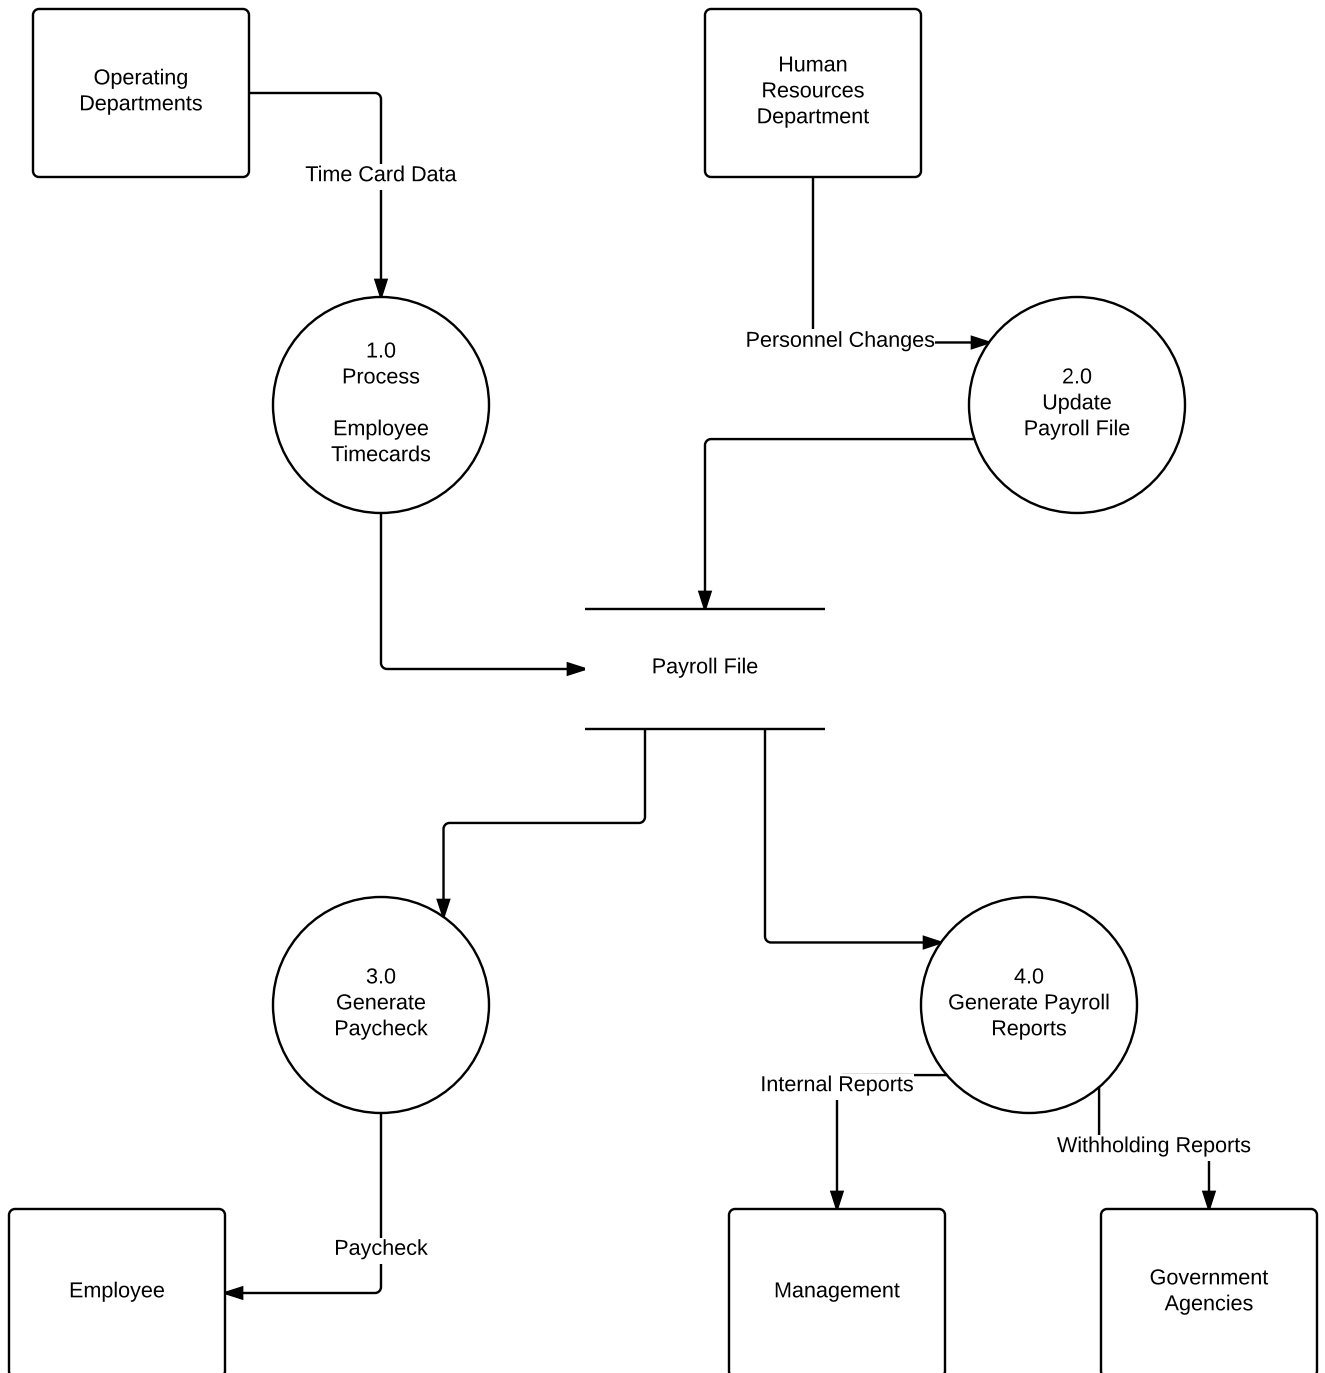 Operating
Departments
Human
Resources
Department
Time Card Data
Personnel Changes
1.0
Process
Employee
Timecards
2.0
Update
Payroll File
Payroll File
3.0
Generate
Paycheck
4.0
Generate Payroll
Reports
Internal Reports
Withholding Reports
Paycheck
Employee
Management
Government
Agencies